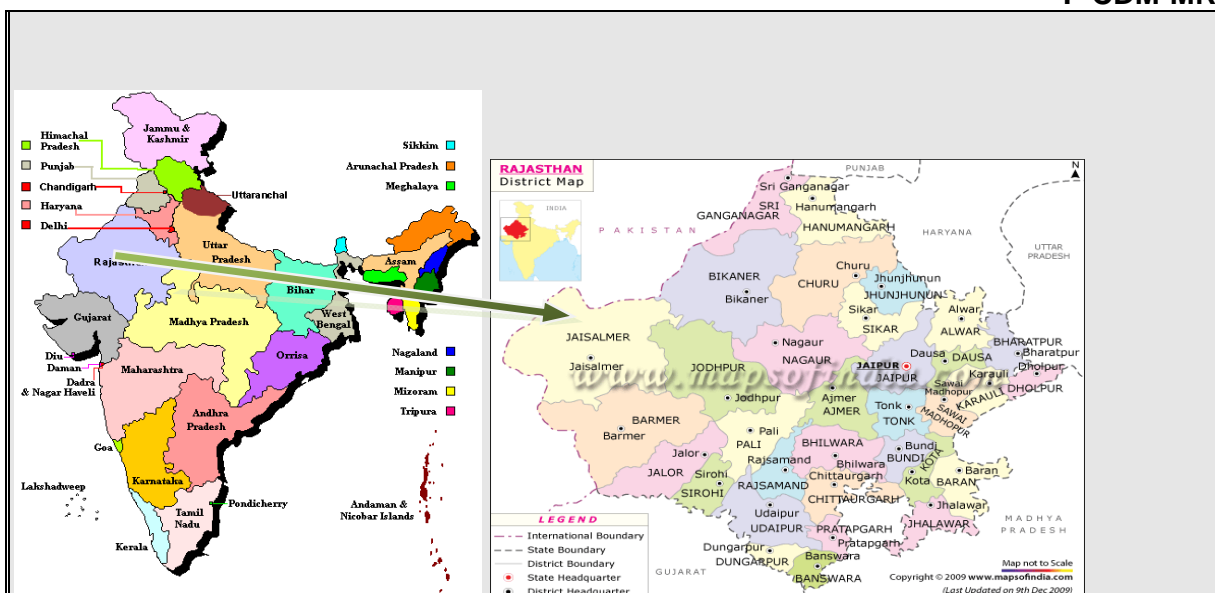 Jammu &
Kashmir
Himachal
Pradesh
Punjab
Chandigarh
Haryana
Delhi
Uttaranchal
Sikkim
Arunachal Pradesh
Meghalaya
Uttar
Pradesh
Assam
Bihar
Gujarat
Madhya Pradesh
West
Bengal
Orrisa
Diu
Daman
Dadra
& Nagar Haveli
Maharashtra
Nagaland
Manipur
Mizoram
Tripura
Andhra
Pradesh
Goa
Karnataka
Lakshadweep
Pondicherry
Tamil
Nadu
Kerala
Andaman &
Nicobar Islands
RAJASTHAN
District Map
INDIA
PUNJAB
N
PAKISTAN
HARYANA
UTTAR
PRADESH
Sri Ganganagar
SRI
GANGANAGAR
Hanumangarh
HANUMANGARH
BIKANER
Bikaner
Churu
CHURU
Jhunjhunun
JHUNJHUNUN
Sikar
SIKAR
Alwar
ALWAR
JAISALMER
Jaisalmer
JODHPUR
Jodhpur
Nagaur
NAGAUR
JAIPUR
JAIPUR
Dausa
DAUSA
BHARATPUR
Bharatpur
Dholpur
DHOLPUR
Karauli
KARAULI
Sawai
Madhopur
SAWAI
MADHOPUR
www.mapsofindia.com
Ajmer
AJMER
Tonk
TONK
BARMER
Barmer
Pali
PALI
BHILWARA
Bhilwara
Bundi
BUNDI
KOTA
Kota
Baran
BARAN
Jalor
JALOR
Sirohi
SIROHI
Rajsamand
RAJSAMAND
Chittaurgarh
CHITTAURGARH
Jhalawar
JHALAWAR
Udaipur
UDAIPUR
PRATAPGARH
Pratapgarh
Dungarpur
DUNGARPUR
Banswara
BANSWARA
MADHYA
PRADESH
GUJARAT
LEGEND
International Boundary
State Boundary
District Boundary
State Headquarter
District Headquarter
Map not to Scale
Copyright © 2009 www.mapsofindia.com
(Last Updated on 9th Dec 2009)